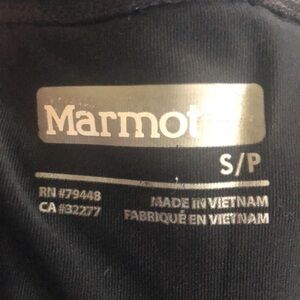 Marmot
S/P
RN #79448
CA #32277
MADE IN VIETNAM
FABRIQUÉ EN VIETNAM